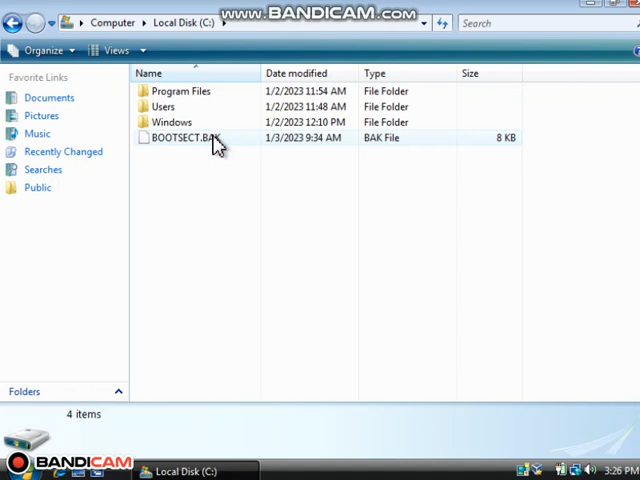 www.BANDICAM.com
Computer Local Disk (C:)
Search
Organize Views
Favorite Links
Documents
Pictures
Music
Recently Changed
Searches
Public
Folders
Name Date modified Type Size
Program Files 1/2/2023 11:54 AM File Folder
Users 1/2/2023 11:48 AM File Folder
Windows 1/2/2023 12:10 PM File Folder
BOOTSECT.BAK 1/3/2023 9:34 AM BAK File 8 KB
4 items
BANDICAM
Local Disk (C:)
3:26 PM